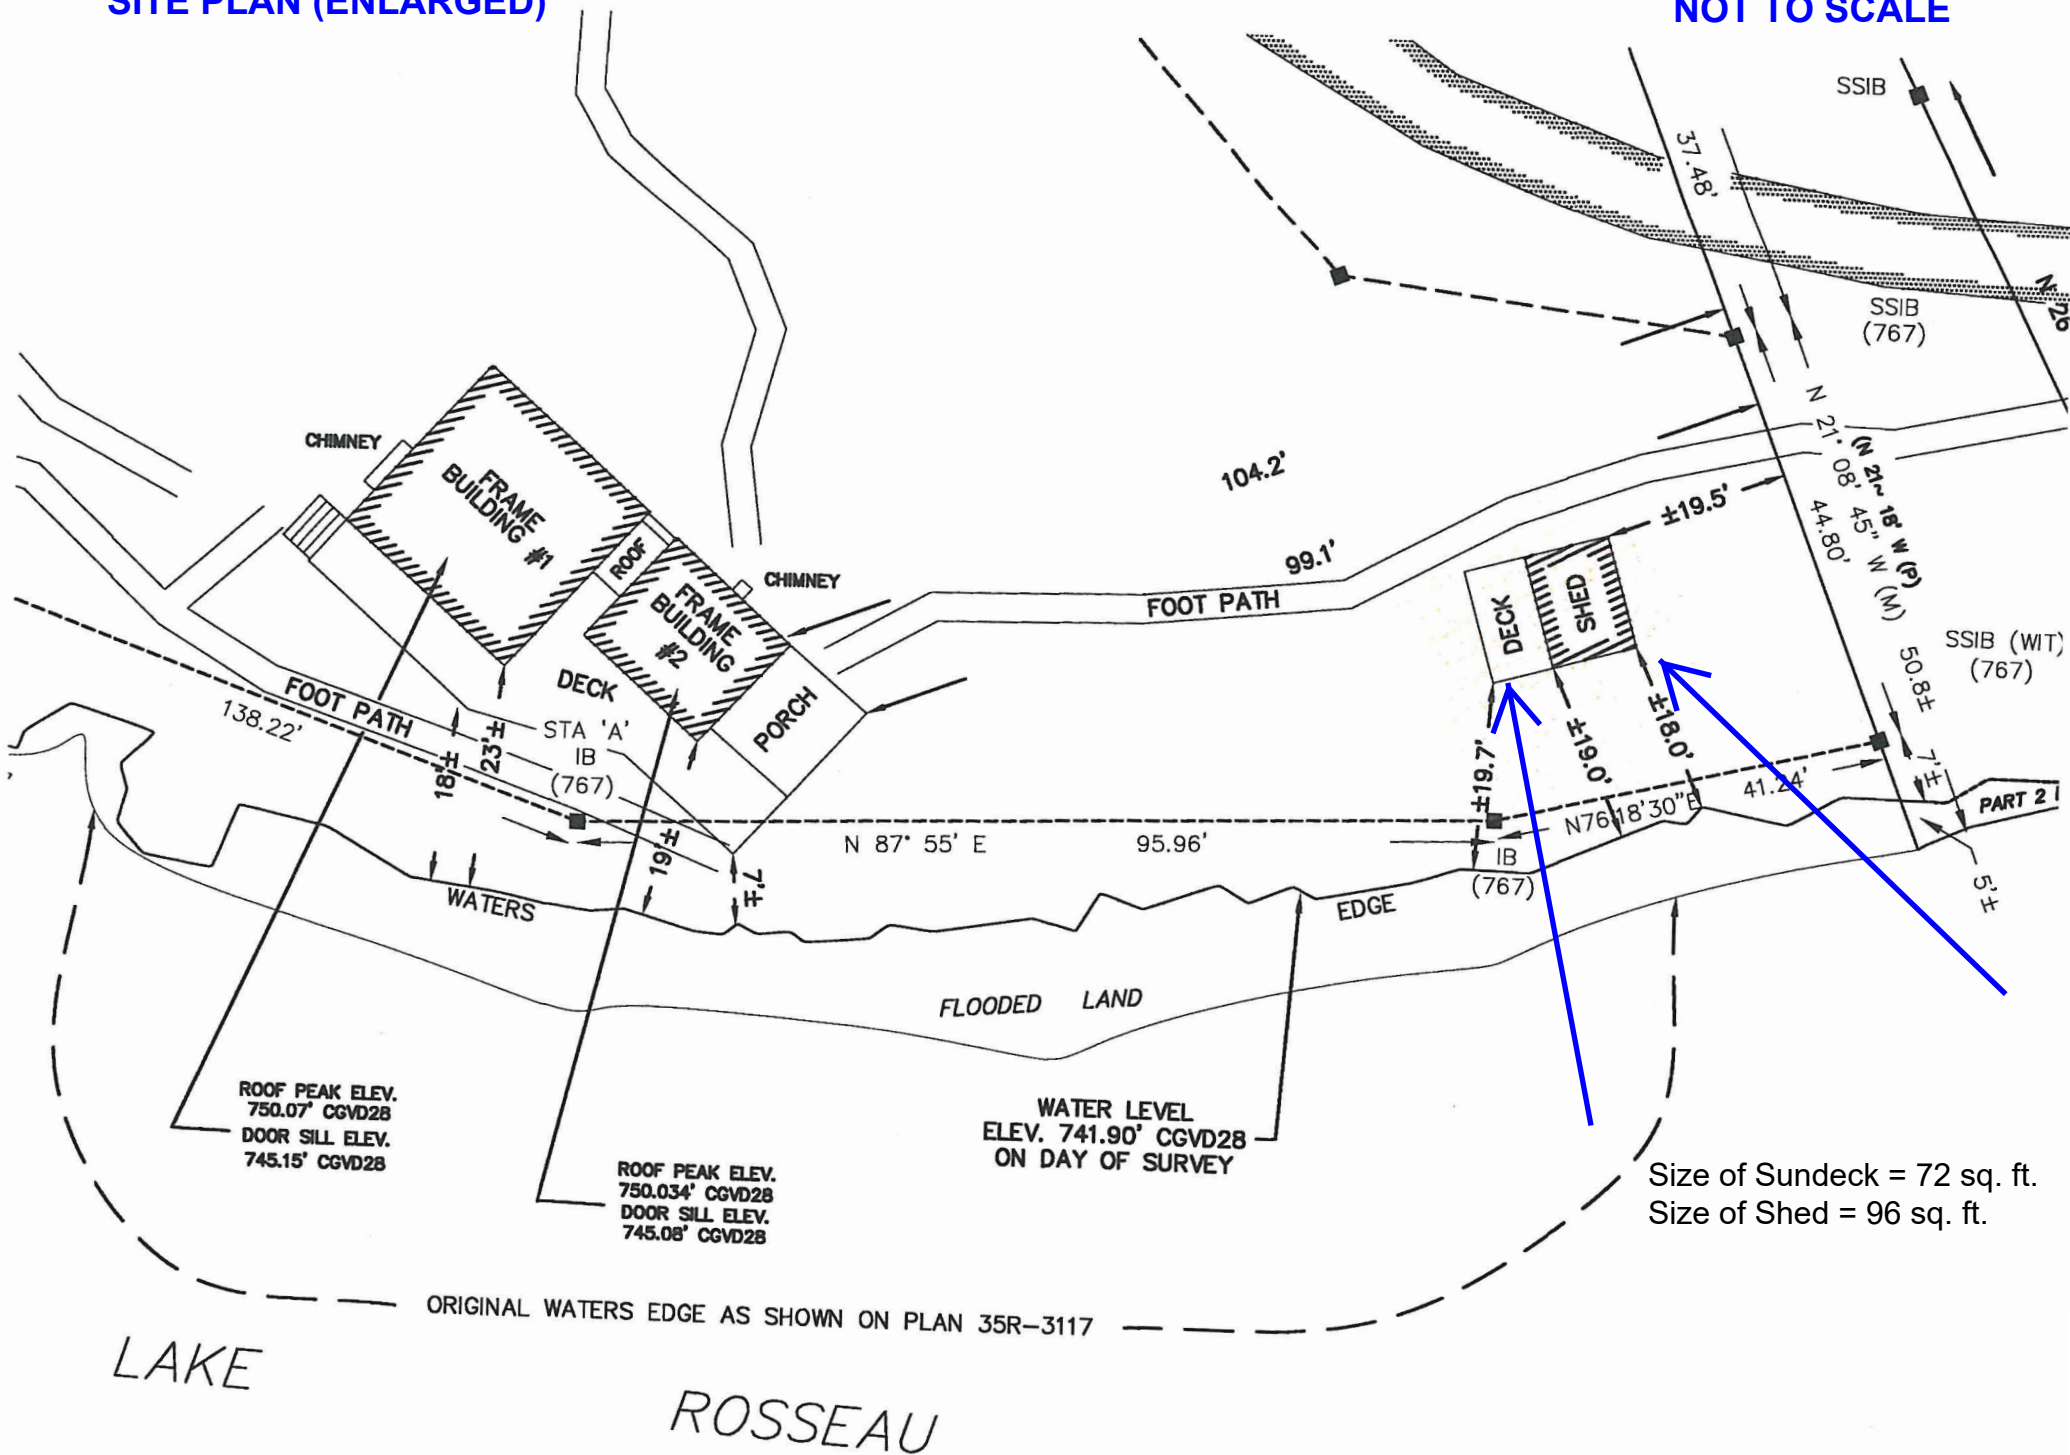 SITE PLAN (ENLARGED)
NOT TO SCALE
SSIB
37.48'
SSIB
(767)
N 26
N 21° 08' 45" W (M)
(N 21~ 18' W (P)
44.80'
CHIMNEY
FRAME
BUILDING
#1
ROOF
FRAME
BUILDING
#2
CHIMNEY
104.2'
99.1'
±19.5'
FOOT PATH
DECK
SHED
SSIB (WIT)
(767)
50.8±
DECK
PORCH
FOOT PATH
138.22'
STA 'A'
IB
(767)
18'±
23'±
±19.7'
±19.0'
±18.0'
7'±
41.24'
PART 2
N76°18'30"E
N 87° 55' E
95.96'
IB
(767)
19'±
7'±
5'±
WATERS
EDGE
FLOODED LAND
ROOF PEAK ELEV.
750.07' CGVD28
DOOR SILL ELEV.
745.15' CGVD28
ROOF PEAK ELEV.
750.034' CGVD28
DOOR SILL ELEV.
745.08' CGVD28
WATER LEVEL
ELEV. 741.90' CGVD28
ON DAY OF SURVEY
Size of Sundeck = 72 sq. ft.
Size of Shed = 96 sq. ft.
ORIGINAL WATERS EDGE AS SHOWN ON PLAN 35R-3117
LAKE
ROSSEAU